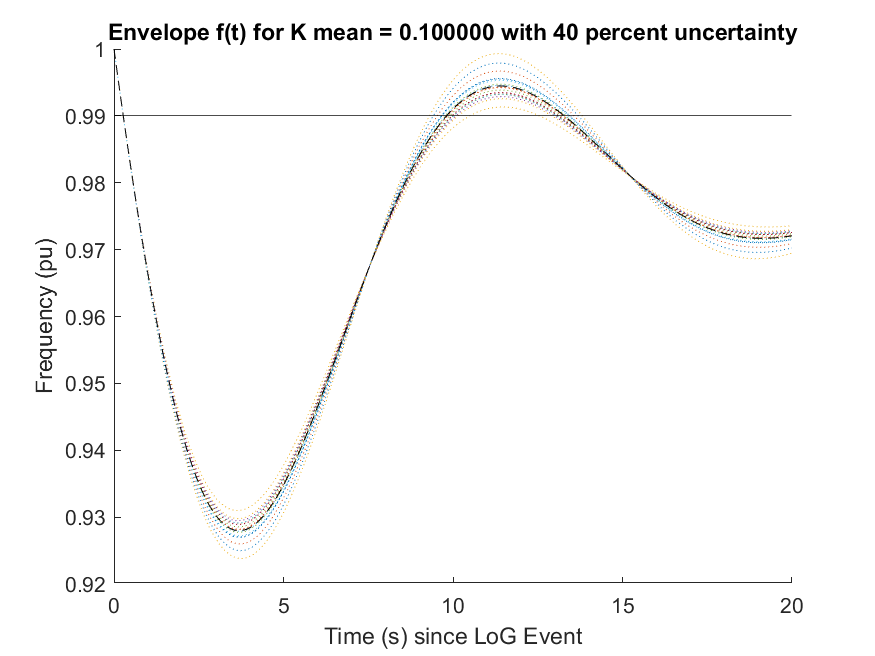 Envelope f(t) for K mean = 0.100000 with 40 percent uncertainty
1
0.99
0.98
0.97
0.96
0.95
0.94
0.93
0.92
Frequency (pu)
0 5 10 15 20
Time (s) since LoG Event